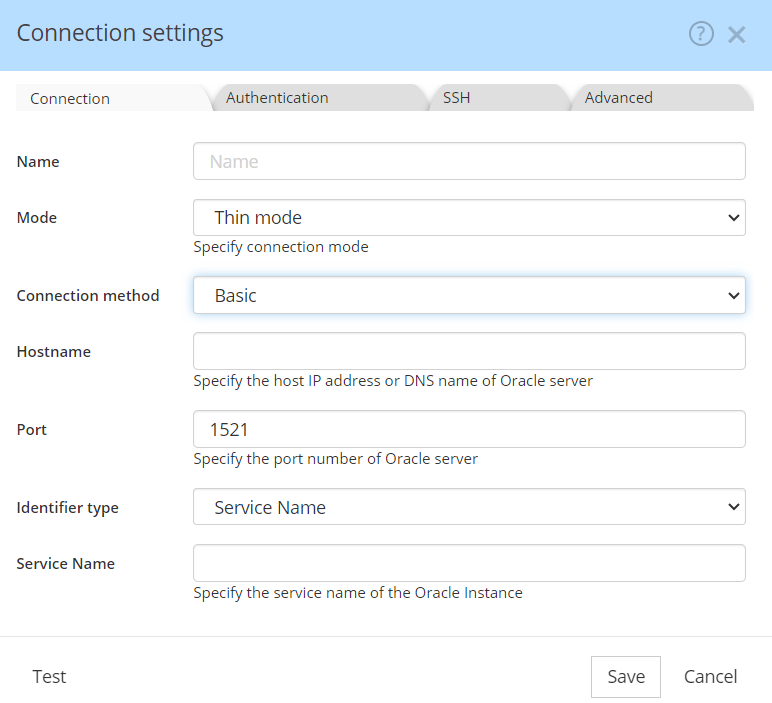 Connection settings
?
Connection Authentication SSH Advanced
Name Name
Mode Thin mode
Specify connection mode
Connection method Basic
Hostname
Specify the host IP address or DNS name of Oracle server
Port 1521
Specify the port number of Oracle server
Identifier type Service Name
Service Name
Specify the service name of the Oracle Instance
Test Save Cancel